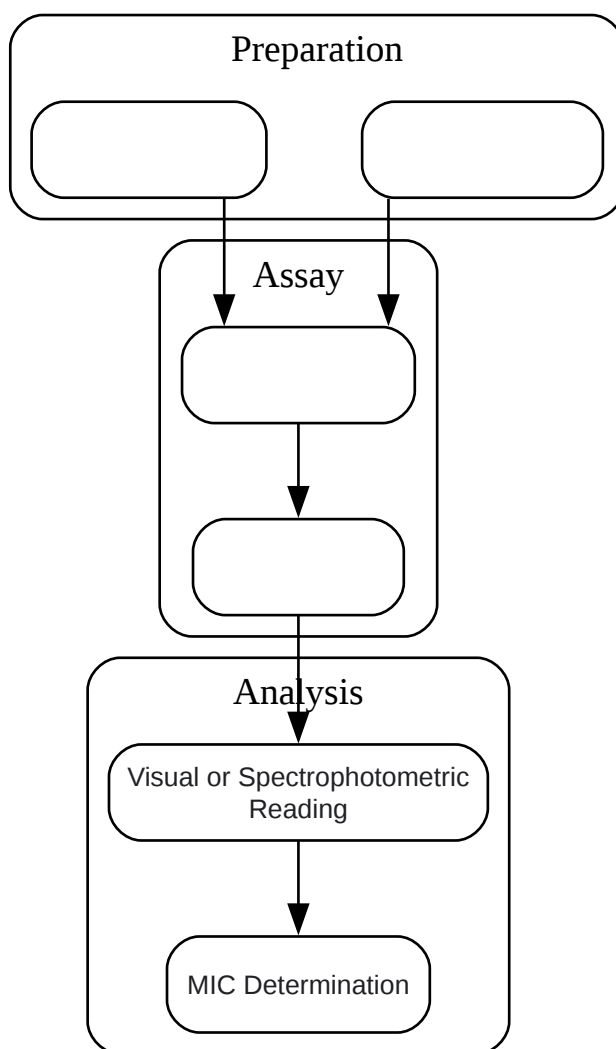 Preparation
Assay
Analysis
Visual or Spectrophotometric
Reading
MIC Determination